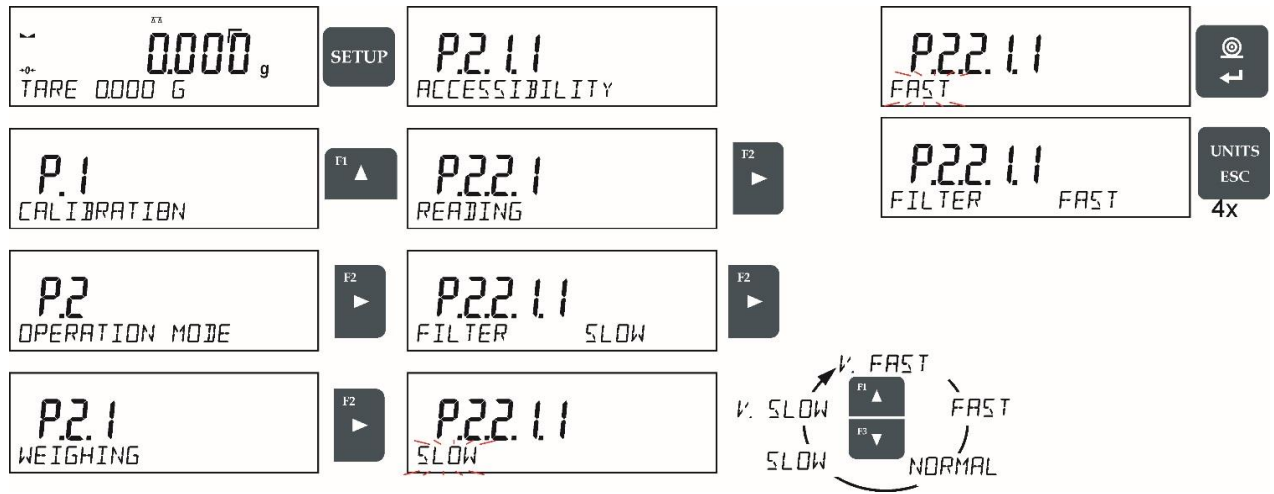 0.000 g
→0←
TARE 0.000 G
SETUP
P.1
CALIBRATION
F1
P.2
OPERATION MODE
F2
P.2.1
WEIGHING
F2
P.2.1.1
ACCESSIBILITY
P.2.2.1
READING
F2
P.2.2.1.1
FILTER SLOW
F2
P.2.2.1.1
SLOW
V. FAST
FAST
NORMAL
SLOW
V. SLOW
F1
F3
P.2.2.1.1
FAST
P.2.2.1.1
FILTER FAST
UNITS
ESC
4x